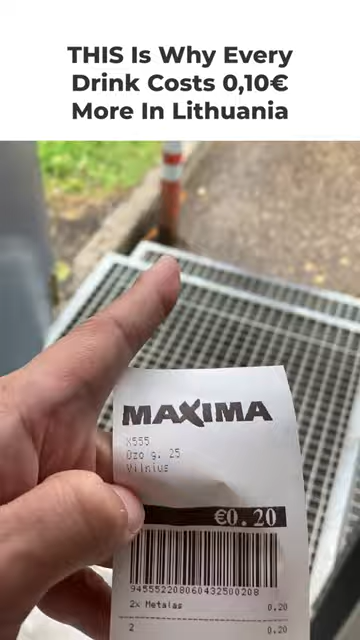 THIS Is Why Every
Drink Costs 0,10€
More In Lithuania
MAXIMA
X555
Ozo g. 25
Vilnius
€0.20
945552208060432500208
2x Metalas 0.20
2 0.20